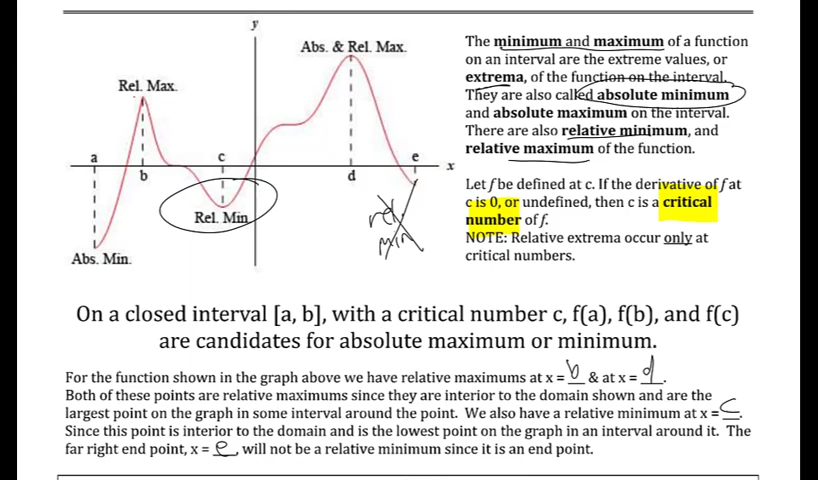 y
Abs. & Rel. Max.
Rel. Max.
a
c
e
x
b
d
Rel. Min
rel.
min
Abs. Min.
The minimum and maximum of a function
on an interval are the extreme values, or
extrema, of the function on the interval.
They are also called absolute minimum
and absolute maximum on the interval.
There are also relative minimum, and
relative maximum of the function.
Let f be defined at c. If the derivative of f at
c is 0, or undefined, then c is a critical
number of f.
NOTE: Relative extrema occur only at
critical numbers.
On a closed interval [a, b], with a critical number c, f(a), f(b), and f(c)
are candidates for absolute maximum or minimum.
For the function shown in the graph above we have relative maximums at x = b & at x = d.
Both of these points are relative maximums since they are interior to the domain shown and are the
largest point on the graph in some interval around the point. We also have a relative minimum at x = c.
Since this point is interior to the domain and is the lowest point on the graph in an interval around it. The
far right end point, x = e, will not be a relative minimum since it is an end point.